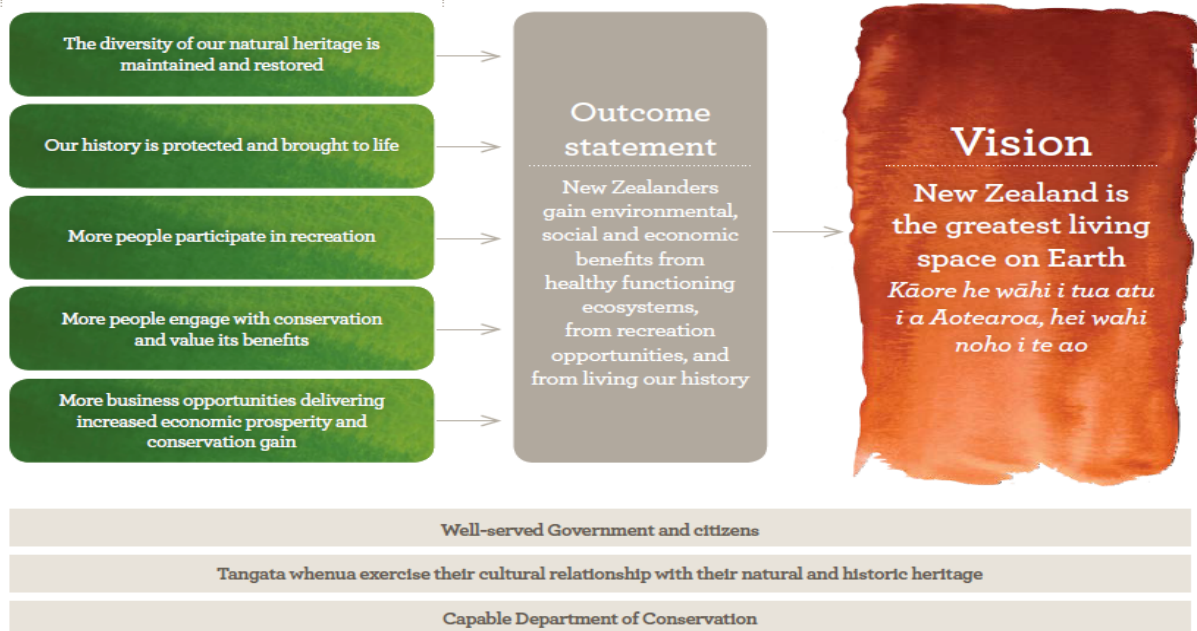 The diversity of our natural heritage is
maintained and restored
Our history is protected and brought to life
More people participate in recreation
More people engage with conservation
and value its benefits
More business opportunities delivering
increased economic prosperity and
conservation gain
Outcome
statement
New Zealanders
gain environmental,
social and economic
benefits from
healthy functioning
ecosystems,
from recreation
opportunities, and
from living our history
Vision
New Zealand is
the greatest living
space on Earth
Kāore he wāhi i tua atu
i a Aotearoa, hei wahi
noho i te ao
Well-served Government and citizens
Tangata whenua exercise their cultural relationship with their natural and historic heritage
Capable Department of Conservation